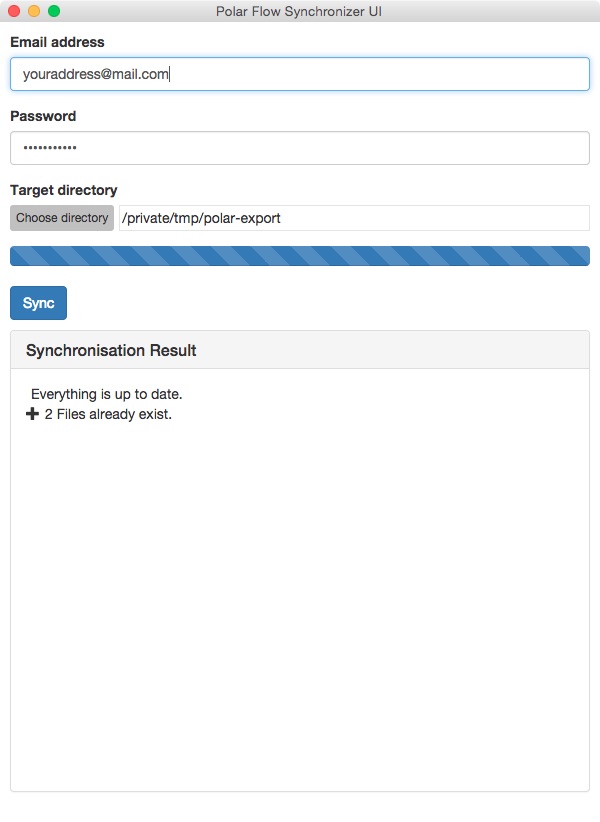 Polar Flow Synchronizer UI
Email address
youraddress@mail.com
Password
•••••••••••
Target directory
Choose directory /private/tmp/polar-export
Sync
Synchronisation Result
Everything is up to date.
2 Files already exist.